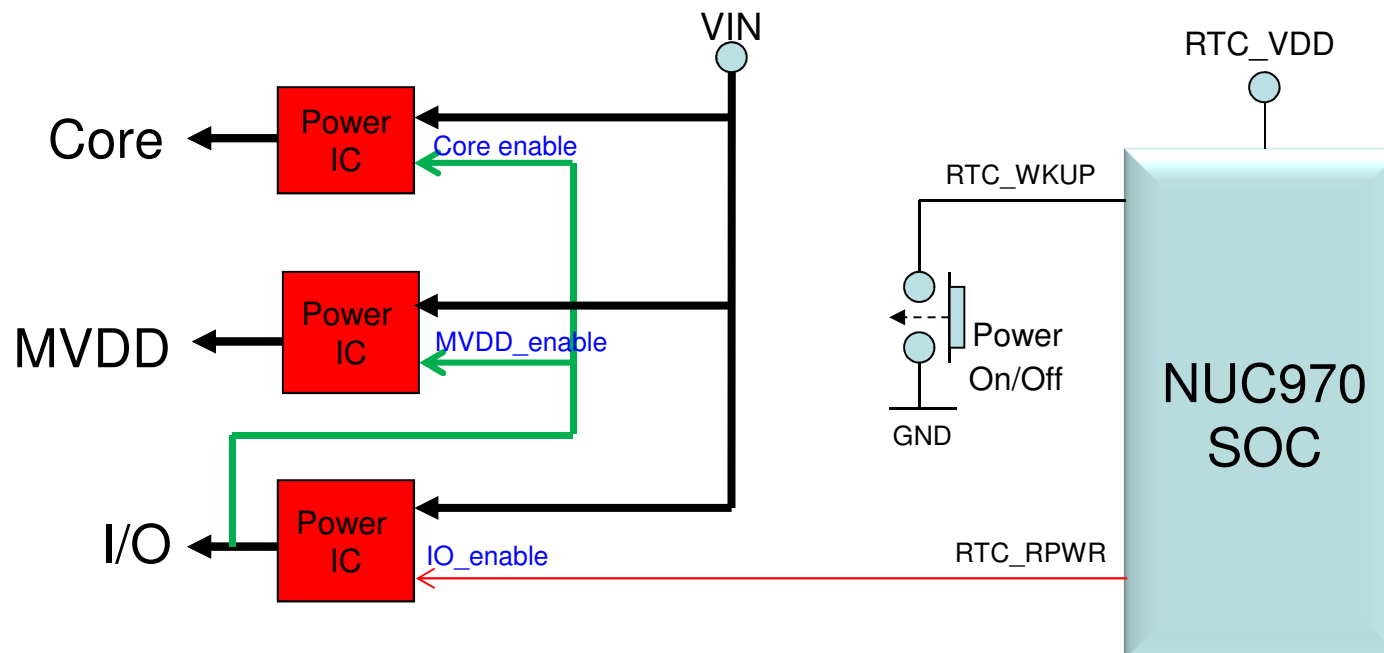 VIN
RTC_VDD
Power
IC
Core
Core enable
RTC_WKUP
Power
IC
MVDD
MVDD_enable
Power
On/Off
GND
NUC970
SOC
Power
IC
I/O
IO_enable
RTC_RPWR